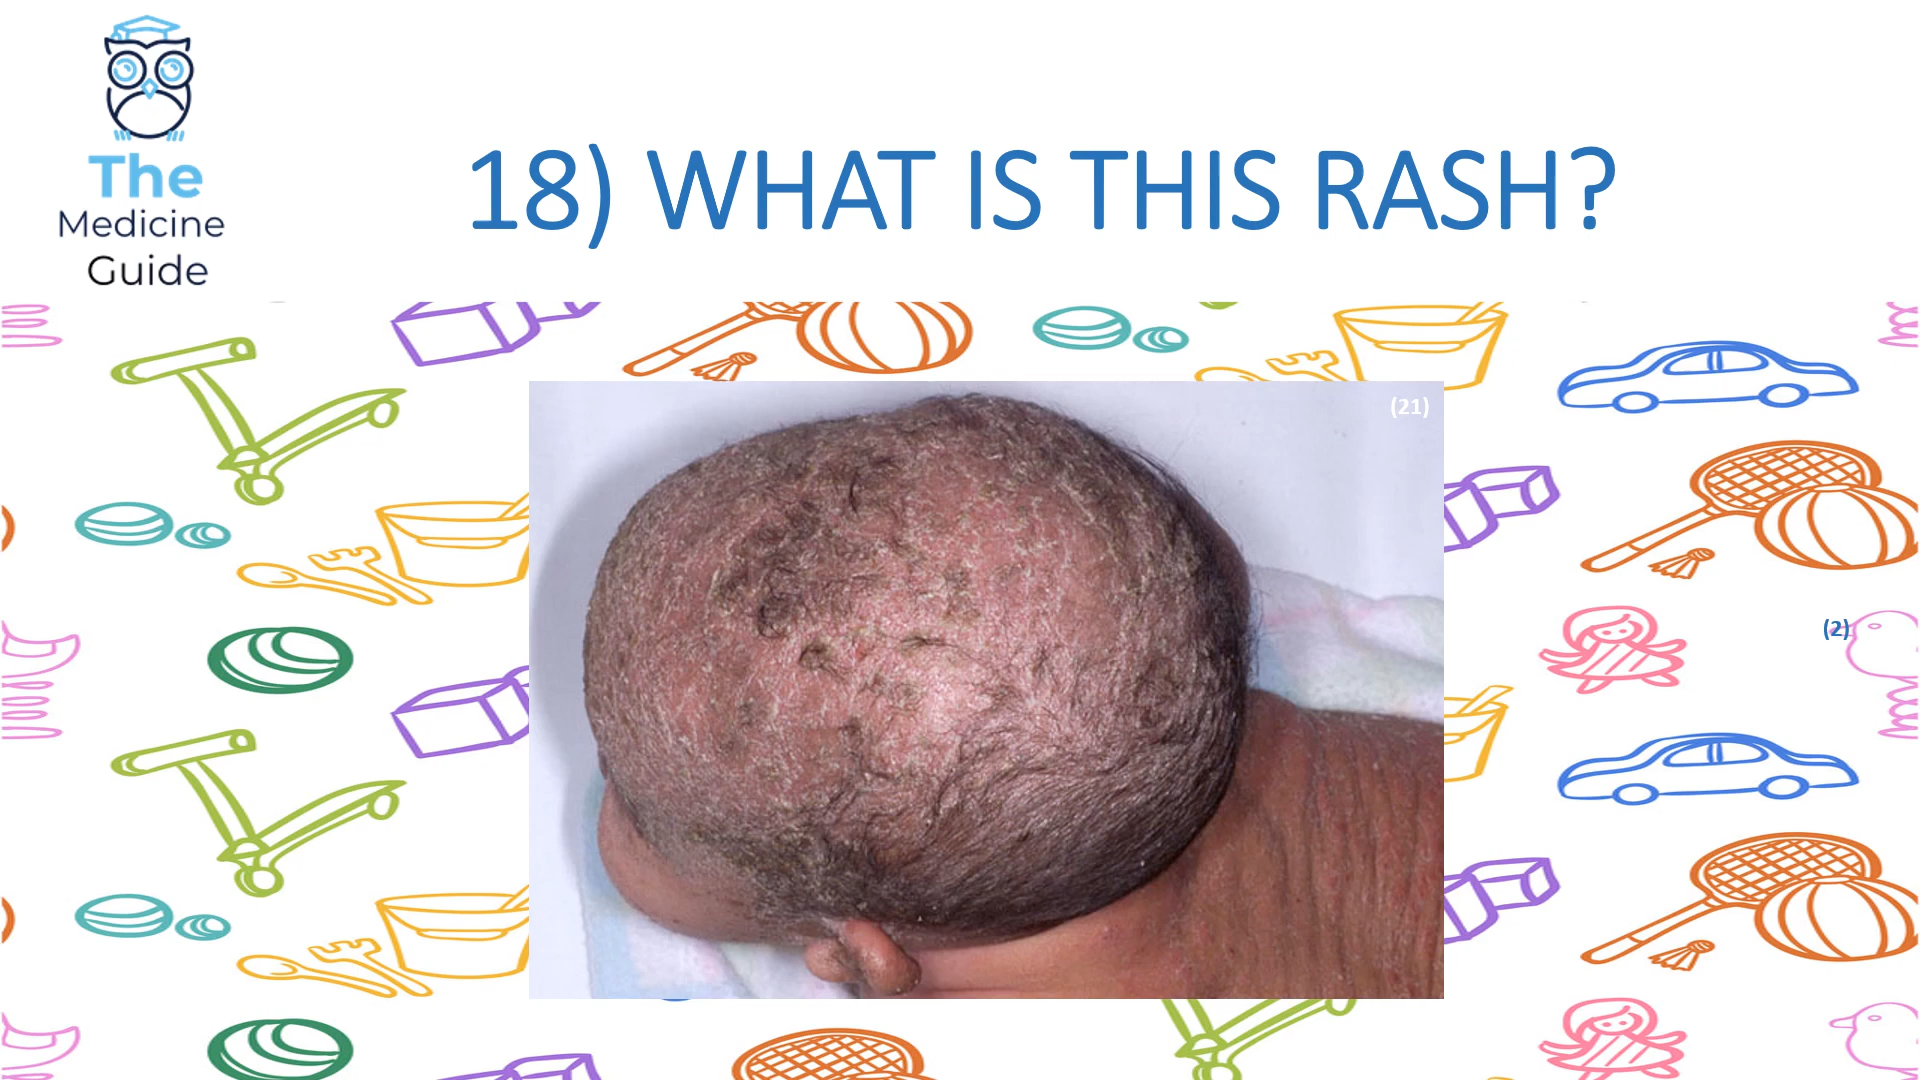 The
Medicine
Guide
18) WHAT IS THIS RASH?
(21)
(2)